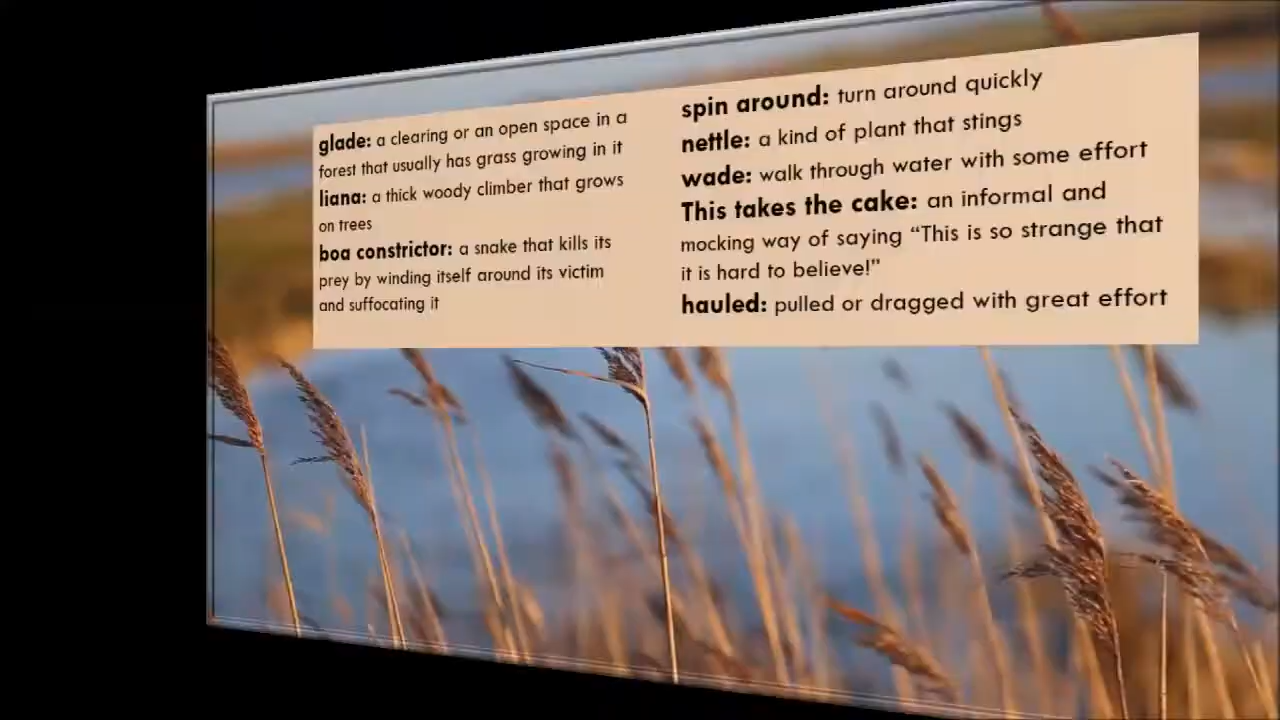 glade: a clearing or an open space in a
forest that usually has grass growing in it
liana: a thick woody climber that grows
on trees
boa constrictor: a snake that kills its
prey by winding itself around its victim
and suffocating it
spin around: turn around quickly
nettle: a kind of plant that stings
wade: walk through water with some effort
This takes the cake: an informal and
mocking way of saying “This is so strange that
it is hard to believe!”
hauled: pulled or dragged with great effort